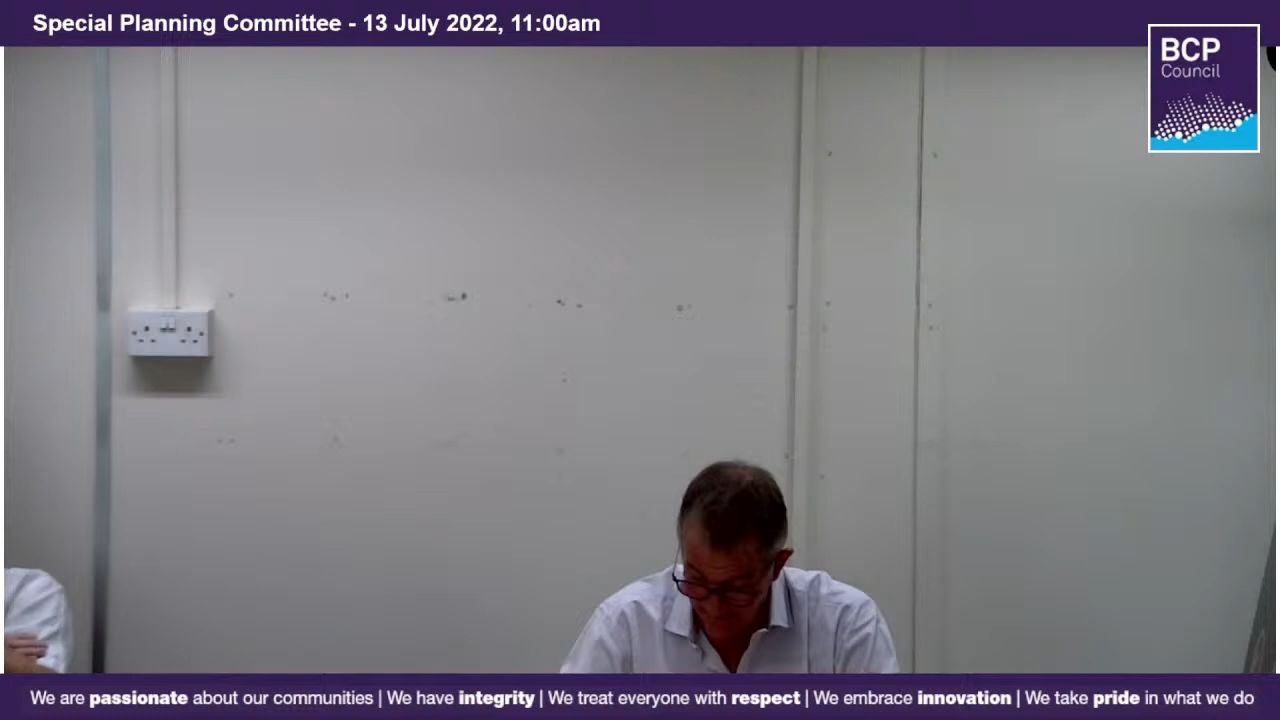 Special Planning Committee - 13 July 2022, 11:00am
BCP
Council
We are passionate about our communities | We have integrity | We treat everyone with respect | We embrace innovation | We take pride in what we do